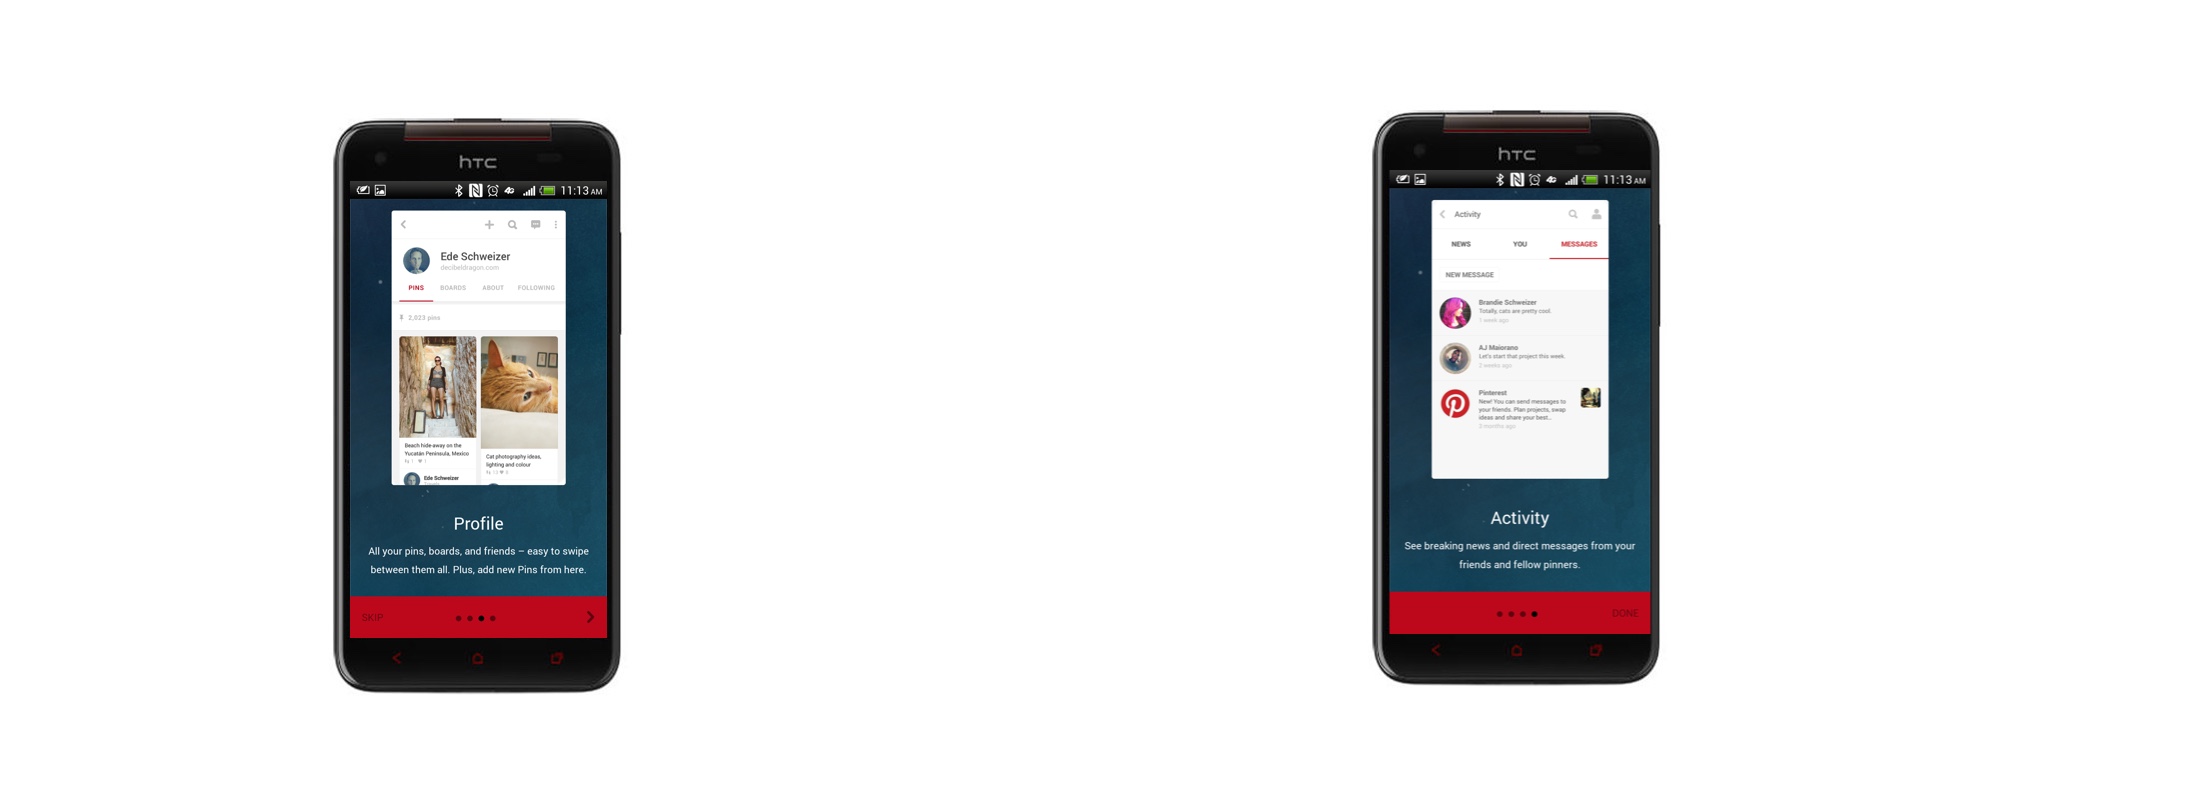 hTC
11:13 AM
Ede Schweizer
decibeldragon.com
PINS BOARDS ABOUT FOLLOWING
2,023 pins
Beach hide-away on the
Yucatán Peninsula, Mexico
Cat photography ideas,
lighting and colour
Ede Schweizer
Profile
All your pins, boards, and friends – easy to swipe
between them all. Plus, add new Pins from here.
SKIP
hTC
11:13 AM
Activity
NEWS YOU MESSAGES
NEW MESSAGE
Brandie Schweizer
Totally, cats are pretty cool.
1 week ago
AJ Maiorano
Let's start that project this week.
2 weeks ago
Pinterest
New! You can send messages to
your friends. Plan projects, swap
ideas and share your best...
3 months ago
Activity
See breaking news and direct messages from your
friends and fellow pinners.
DONE